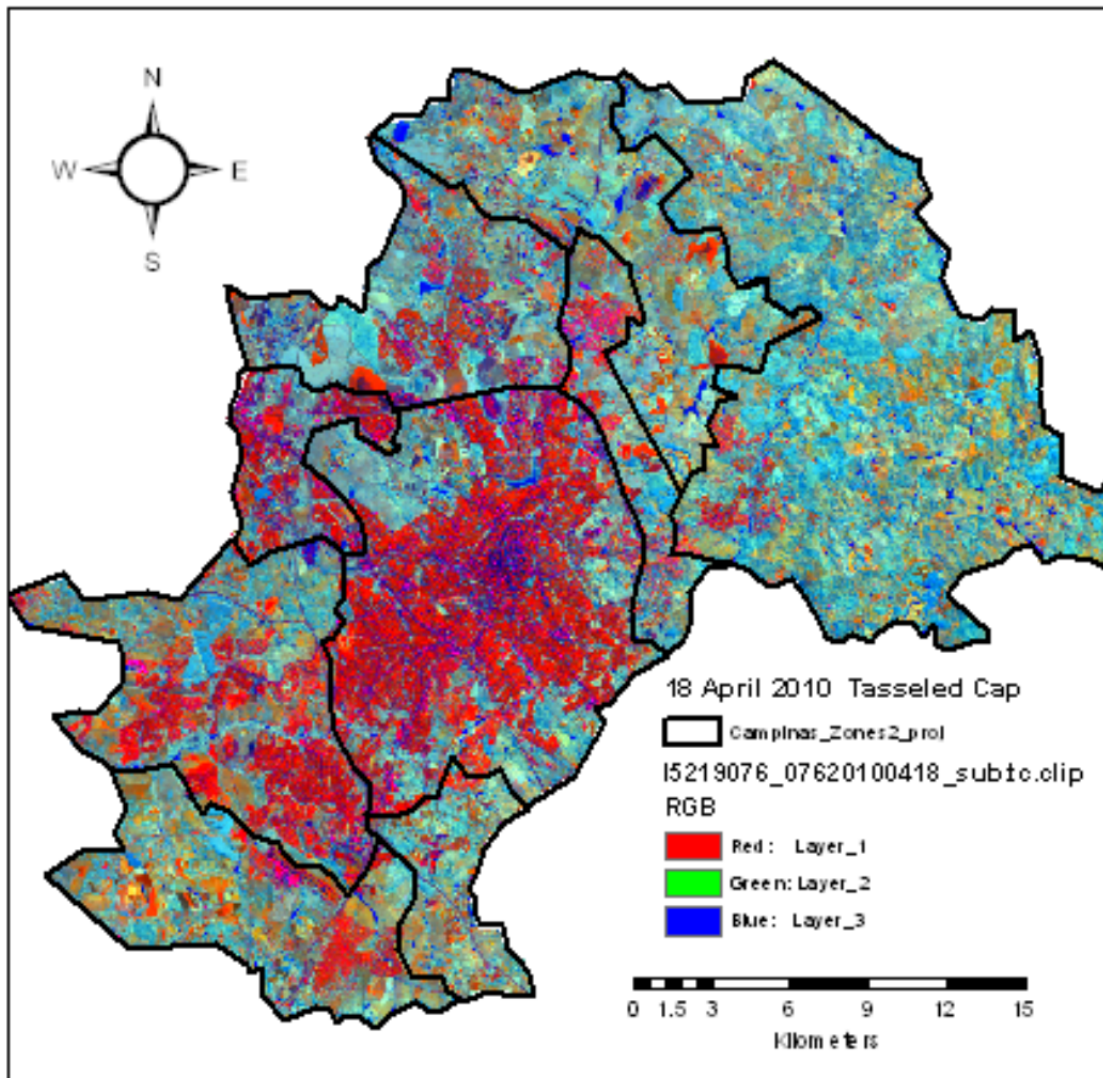 N
W E
S
18 April 2010 Tasseled Cap
Campinas_Zones2_proj
l5219076_07620100418_subtc.clip
RGB
Red: Layer_1
Green: Layer_2
Blue: Layer_3
0 1.5 3 6 9 12 15
Kilometers